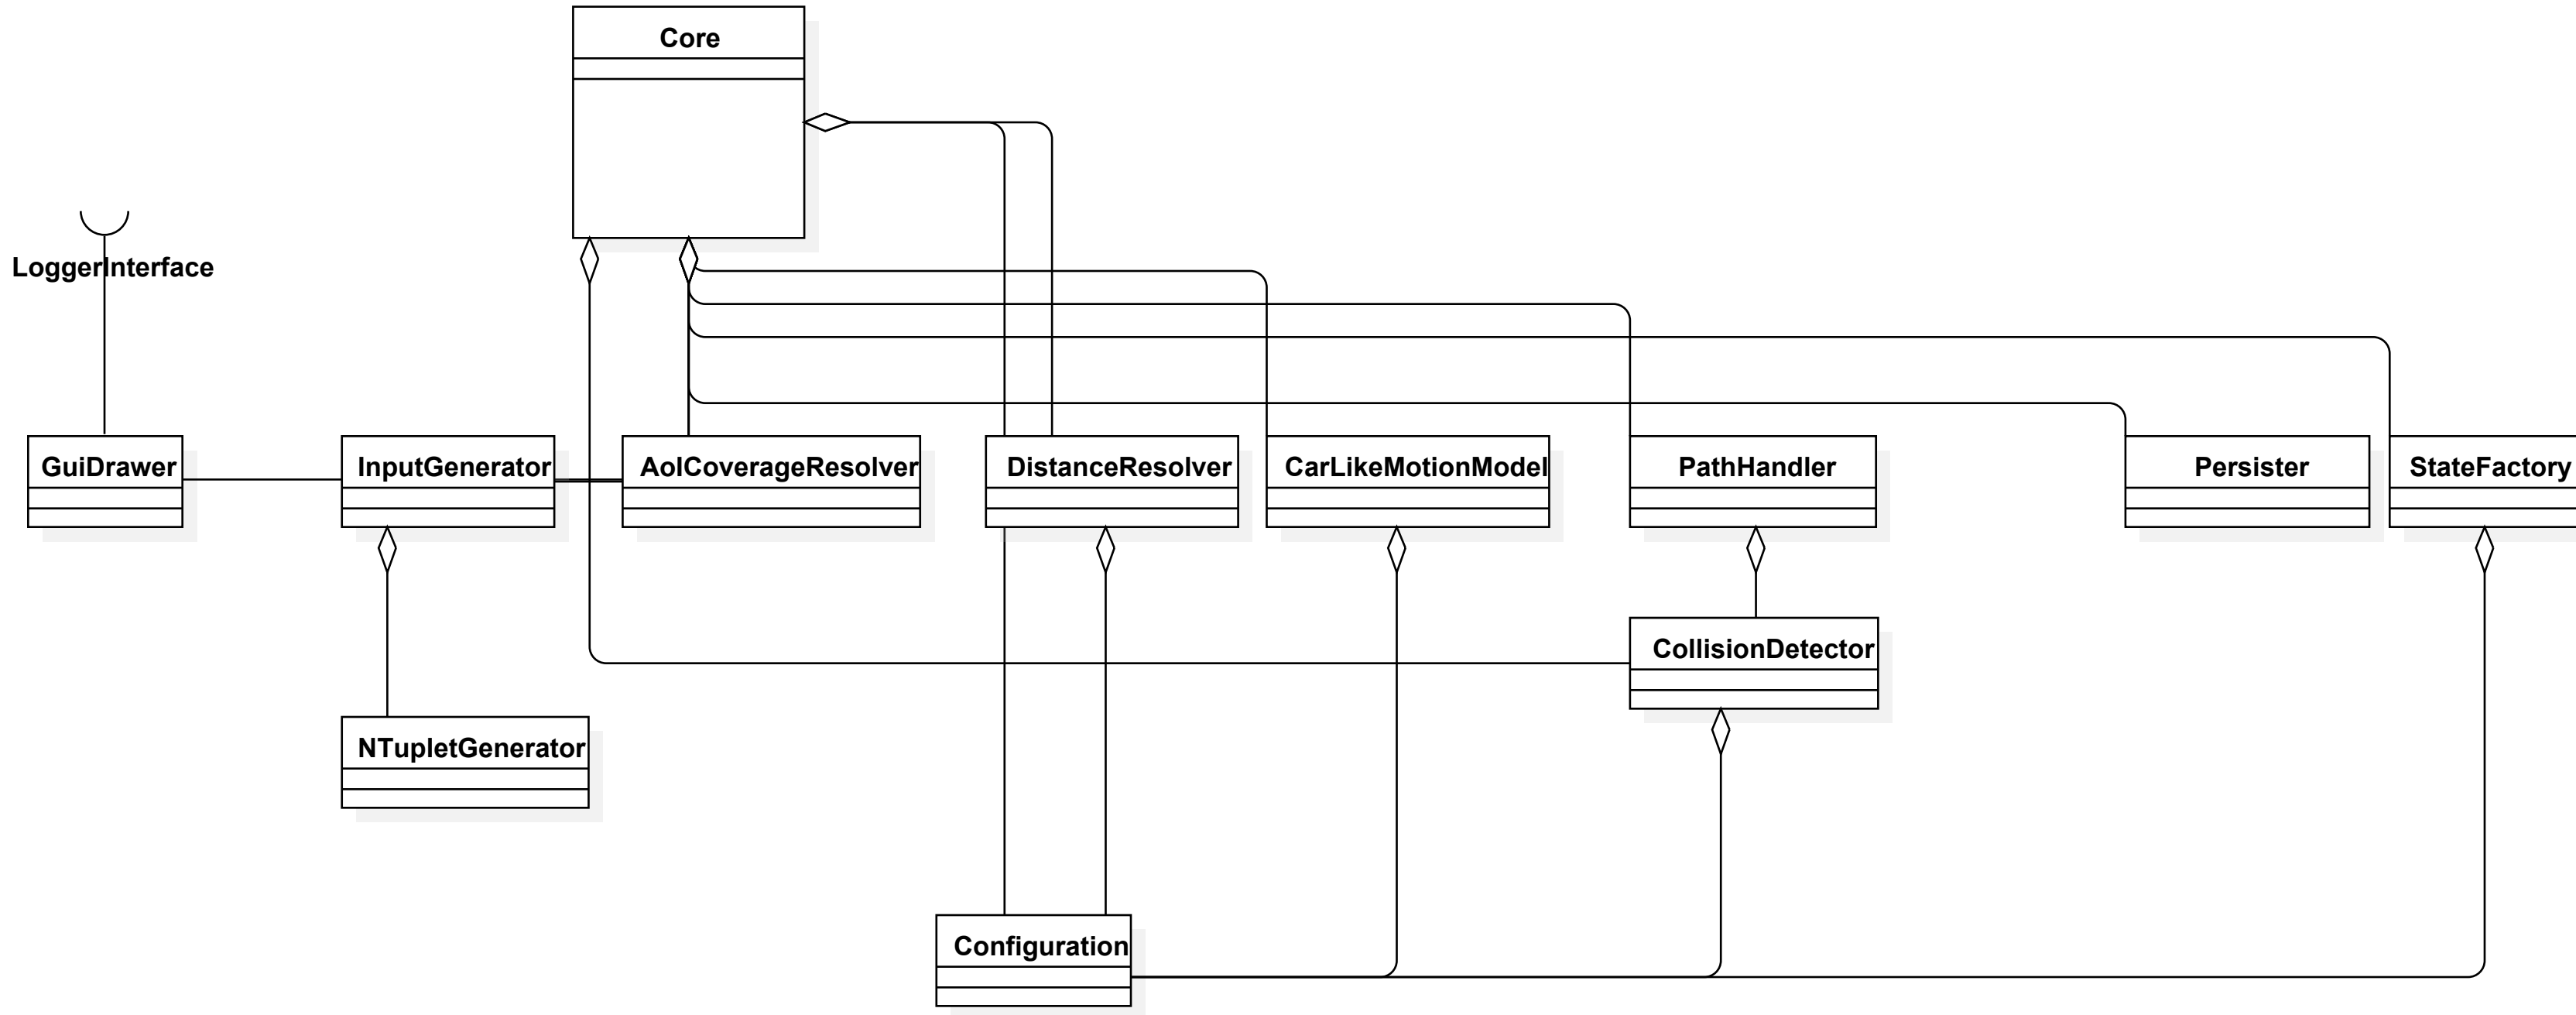 Core
LoggerInterface
GuiDrawer
InputGenerator
AoICoverageResolver
DistanceResolver
CarLikeMotionModel
PathHandler
Persister
StateFactory
CollisionDetector
NTupletGenerator
Configuration